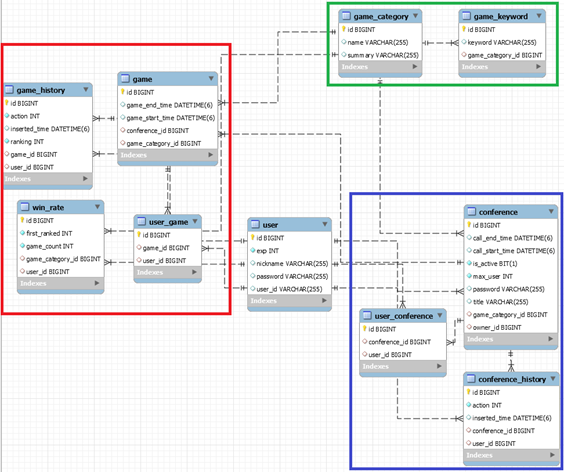 game_category
id BIGINT
name VARCHAR(255)
summary VARCHAR(255)
Indexes
game_keyword
id BIGINT
keyword VARCHAR(255)
game_category_id BIGINT
Indexes
game_history
id BIGINT
action INT
inserted_time DATETIME(6)
ranking INT
game_id BIGINT
user_id BIGINT
Indexes
game
id BIGINT
game_end_time DATETIME(6)
game_start_time DATETIME(6)
conference_id BIGINT
game_category_id BIGINT
Indexes
win_rate
id BIGINT
first_ranked INT
game_count INT
game_category_id BIGINT
user_id BIGINT
Indexes
user_game
id BIGINT
game_id BIGINT
user_id BIGINT
Indexes
user
id BIGINT
exp INT
nickname VARCHAR(255)
password VARCHAR(255)
user_id VARCHAR(255)
Indexes
conference
id BIGINT
call_end_time DATETIME(6)
call_start_time DATETIME(6)
is_active BIT(1)
max_user INT
password VARCHAR(255)
title VARCHAR(255)
game_category_id BIGINT
owner_id BIGINT
Indexes
user_conference
id BIGINT
conference_id BIGINT
user_id BIGINT
Indexes
conference_history
id BIGINT
action INT
inserted_time DATETIME(6)
conference_id BIGINT
user_id BIGINT
Indexes